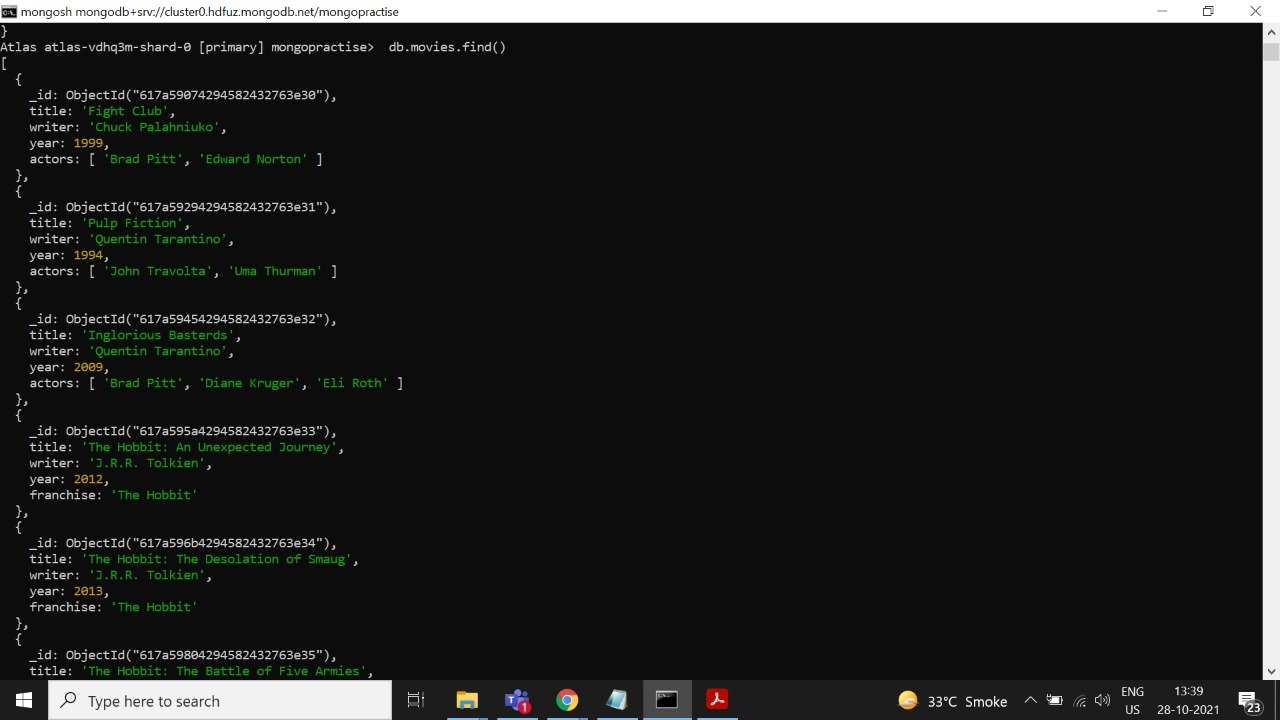 mongosh mongodb+srv://cluster0.hdfuz.mongodb.net/mongopractise
}
Atlas atlas-vdhq3m-shard-0 [primary] mongopractise>  db.movies.find()
[
  {
    _id: ObjectId("617a59074294582432763e30"),
    title: 'Fight Club',
    writer: 'Chuck Palahniuko',
    year: 1999,
    actors: [ 'Brad Pitt', 'Edward Norton' ]
  },
  {
    _id: ObjectId("617a59294294582432763e31"),
    title: 'Pulp Fiction',
    writer: 'Quentin Tarantino',
    year: 1994,
    actors: [ 'John Travolta', 'Uma Thurman' ]
  },
  {
    _id: ObjectId("617a59454294582432763e32"),
    title: 'Inglorious Basterds',
    writer: 'Quentin Tarantino',
    year: 2009,
    actors: [ 'Brad Pitt', 'Diane Kruger', 'Eli Roth' ]
  },
  {
    _id: ObjectId("617a595a4294582432763e33"),
    title: 'The Hobbit: An Unexpected Journey',
    writer: 'J.R.R. Tolkien',
    year: 2012,
    franchise: 'The Hobbit'
  },
  {
    _id: ObjectId("617a596b4294582432763e34"),
    title: 'The Hobbit: The Desolation of Smaug',
    writer: 'J.R.R. Tolkien',
    year: 2013,
    franchise: 'The Hobbit'
  },
  {
    _id: ObjectId("617a59804294582432763e35"),
    title: 'The Hobbit: The Battle of Five Armies',
Type here to search
1
33°C Smoke
ENG
US
13:39
28-10-2021
23